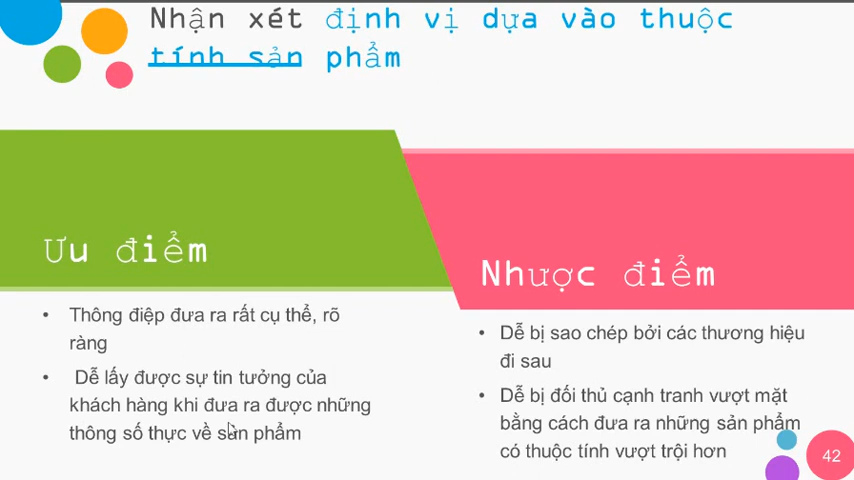 Nhận xét định vị dựa vào thuộc
tính sản phẩm
Ưu điểm
• Thông điệp đưa ra rất cụ thể, rõ
ràng
• Dễ lấy được sự tin tưởng của
khách hàng khi đưa ra được những
thông số thực về sản phẩm
Nhược điểm
• Dễ bị sao chép bởi các thương hiệu
đi sau
• Dễ bị đối thủ cạnh tranh vượt mặt
bằng cách đưa ra những sản phẩm
có thuộc tính vượt trội hơn
42